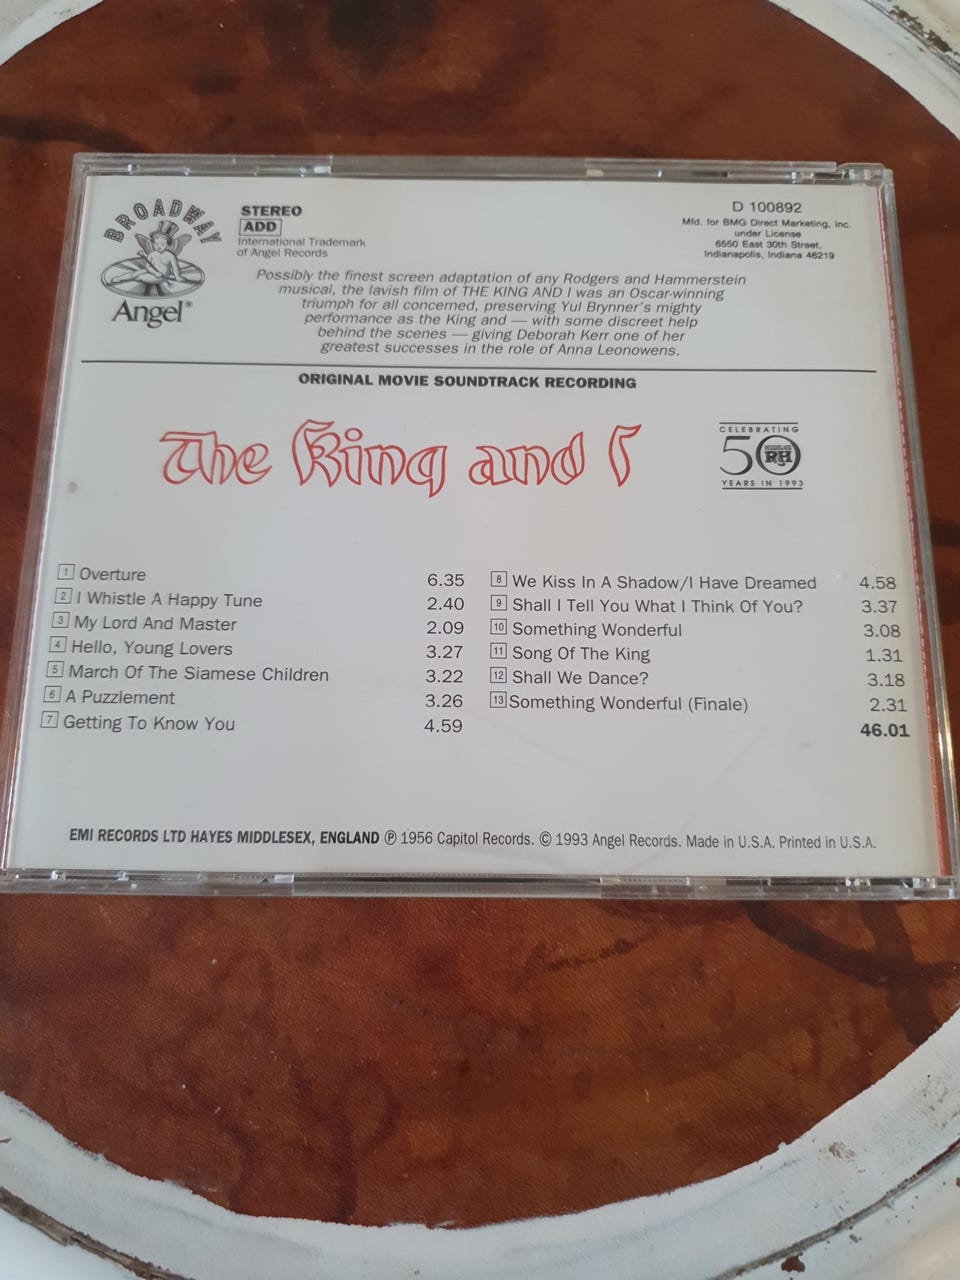 BROADWAY
Angel®
STEREO
ADD
International Trademark
of Angel Records
D 100892
Mfd. for BMG Direct Marketing, Inc.
under License
6550 East 30th Street,
Indianapolis, Indiana 46219
Possibly the finest screen adaptation of any Rodgers and Hammerstein
musical, the lavish film of THE KING AND I was an Oscar-winning
triumph for all concerned, preserving Yul Brynner's mighty
performance as the King and — with some discreet help
behind the scenes — giving Deborah Kerr one of her
greatest successes in the role of Anna Leonowens.
ORIGINAL MOVIE SOUNDTRACK RECORDING
The King and I
CELEBRATING
50
R&H
YEARS IN 1993
1 Overture 6.35
2 I Whistle A Happy Tune 2.40
3 My Lord And Master 2.09
4 Hello, Young Lovers 3.27
5 March Of The Siamese Children 3.22
6 A Puzzlement 3.26
7 Getting To Know You 4.59
8 We Kiss In A Shadow/I Have Dreamed 4.58
9 Shall I Tell You What I Think Of You? 3.37
10 Something Wonderful 3.08
11 Song Of The King 1.31
12 Shall We Dance? 3.18
13 Something Wonderful (Finale) 2.31
46.01
EMI RECORDS LTD HAYES MIDDLESEX, ENGLAND ℗ 1956 Capitol Records. © 1993 Angel Records. Made in U.S.A. Printed in U.S.A.